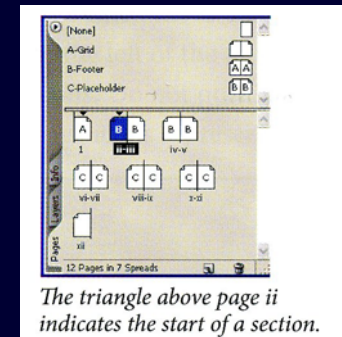 [None]
A-Grid
B-Footer A A
C-Placeholder B B
A B B B B
1 ii-iii iv-v
C C C C C C
vi-vii viii-ix x-xi
xii
Pages Layers Info
12 Pages in 7 Spreads
The triangle above page ii
indicates the start of a section.